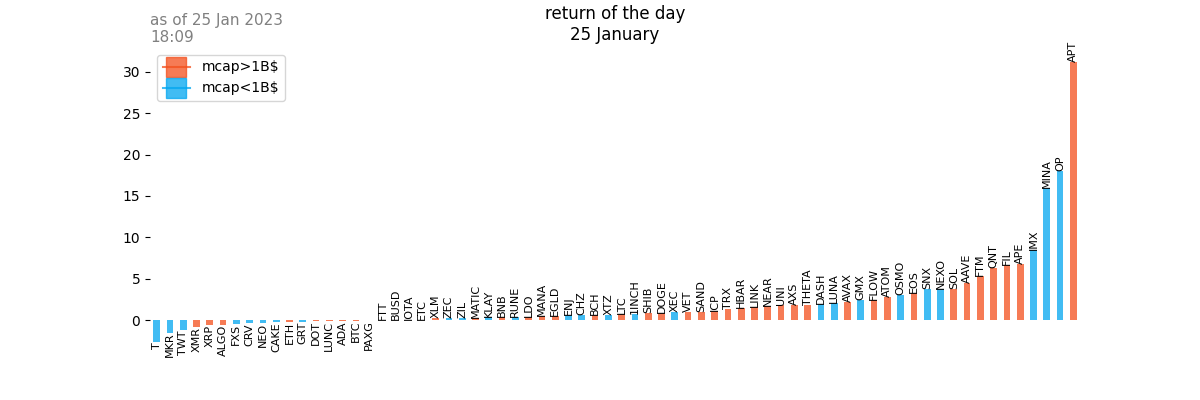 as of 25 Jan 2023
18:09
return of the day
25 January
mcap>1B$
mcap<1B$
30
25
20
15
10
5
0
T
MKR
TWT
XMR
XRP
ALGO
FXS
CRV
NEO
CAKE
ETH
GRT
DOT
LUNC
ADA
BTC
PAXG
FTT
BUSD
IOTA
ETC
XLM
ZEC
ZIL
MATIC
KLAY
BNB
RUNE
LDO
MANA
EGLD
ENJ
CHZ
BCH
XTZ
LTC
1INCH
SHIB
DOGE
XEC
VET
SAND
ICP
TRX
HBAR
LINK
NEAR
UNI
AXS
THETA
DASH
LUNA
AVAX
GMX
FLOW
ATOM
OSMO
EOS
SNX
NEXO
SOL
AAVE
FTM
QNT
FIL
APE
IMX
MINA
OP
APT